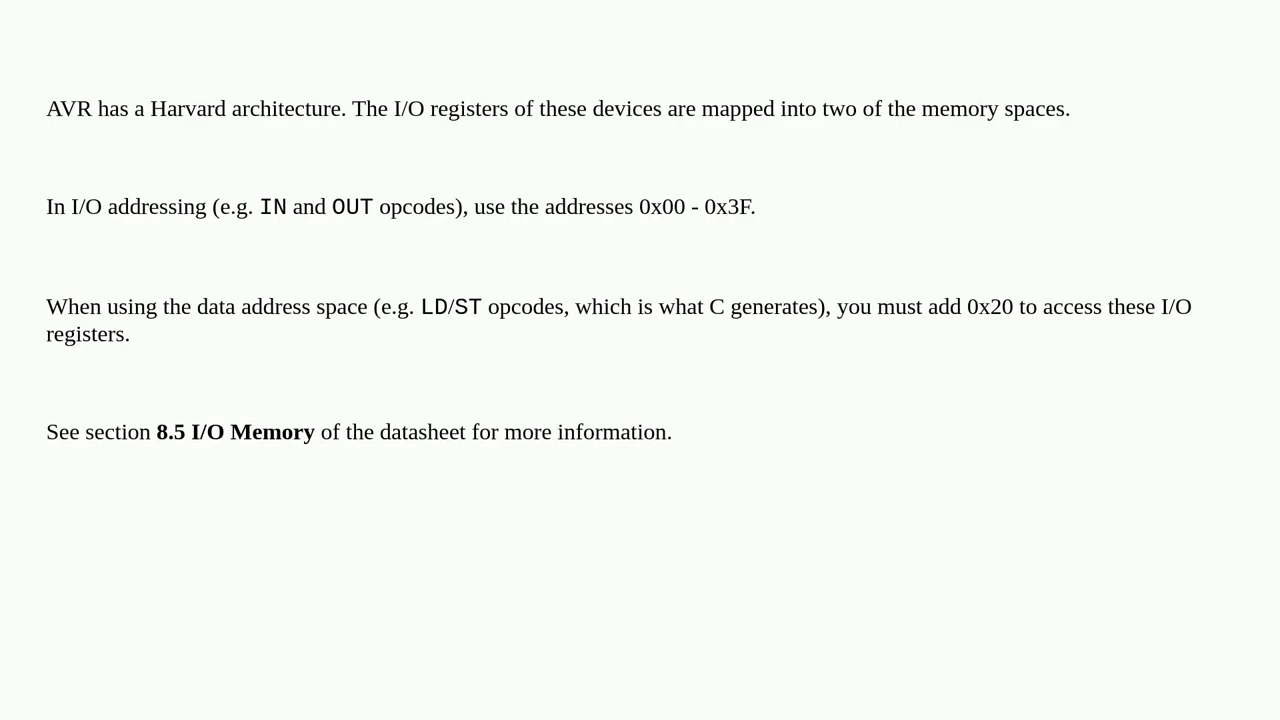 AVR has a Harvard architecture. The I/O registers of these devices are mapped into two of the memory spaces.
In I/O addressing (e.g. IN and OUT opcodes), use the addresses 0x00 - 0x3F.
When using the data address space (e.g. LD/ST opcodes, which is what C generates), you must add 0x20 to access these I/O
registers.
See section 8.5 I/O Memory of the datasheet for more information.